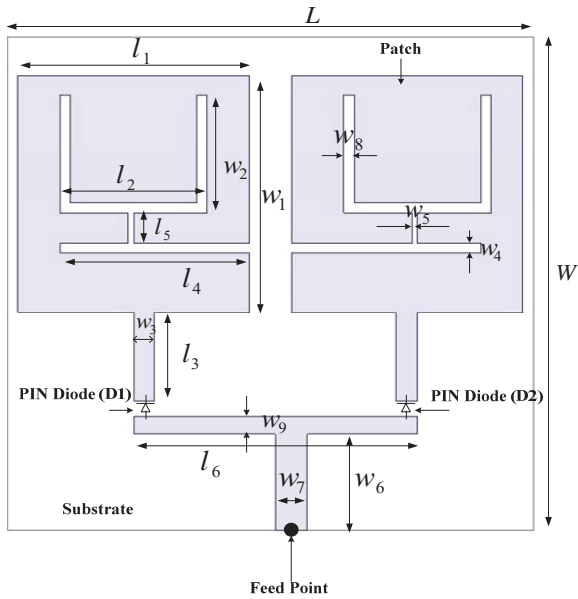 L
l1
Patch
w8
w2
w1
l2
w5
l5
w4
l4
W
w3
l3
PIN Diode (D1)
PIN Diode (D2)
w9
l6
w7
w6
Substrate
Feed Point